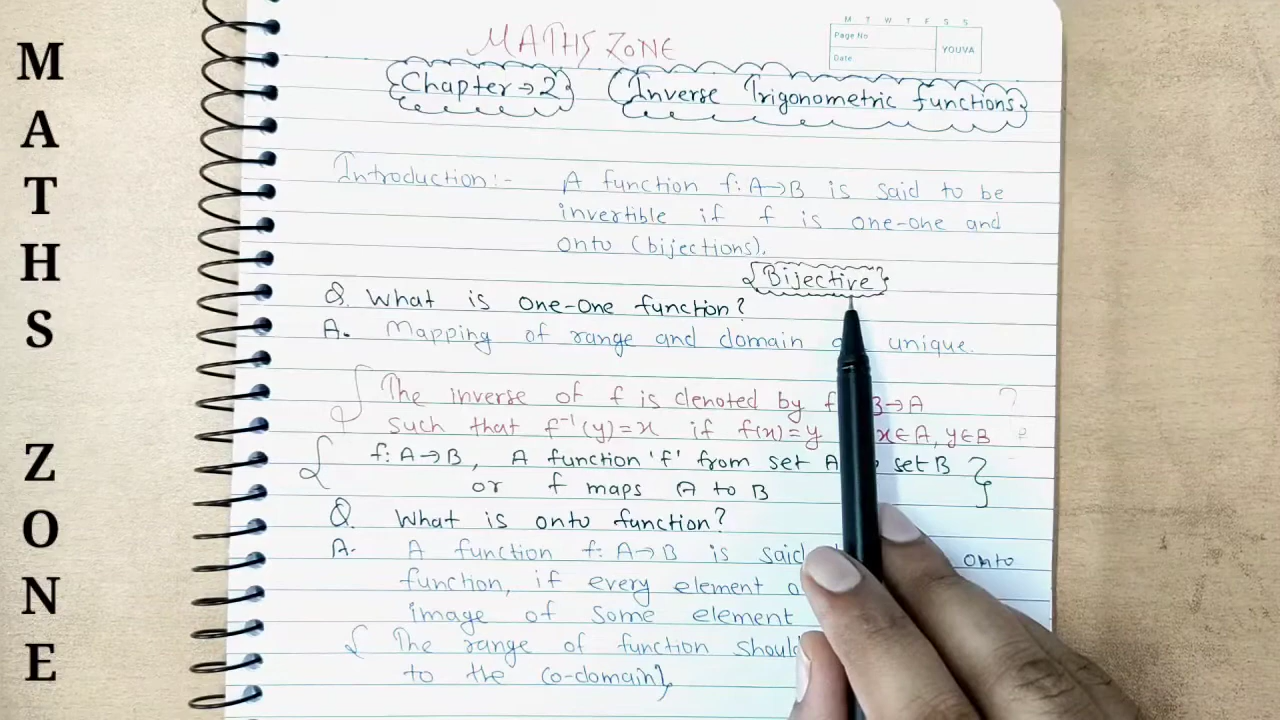 MATHS ZONE
M T W T F S S
Page No
Date
YOUVA
MATHS ZONE
Chapter → 2 Inverse Trigonometric functions
Introduction:- A function f: A→B is said to be
invertible if f is one-one and
onto (bijections).
{Bijective}
Q. What is one-one function?
A. Mapping of range and domain unique.
{ The inverse of f is denoted by f B→A
such that f⁻¹(y)=x if f(x)=y x∈A, y∈B }
{ f: A→B, A function 'f' from set A set B
or f maps A to B }
Q. What is onto function?
A. A function f: A→B is said onto
function, if every element
image of some element
{ The range of function should
to the co-domain}